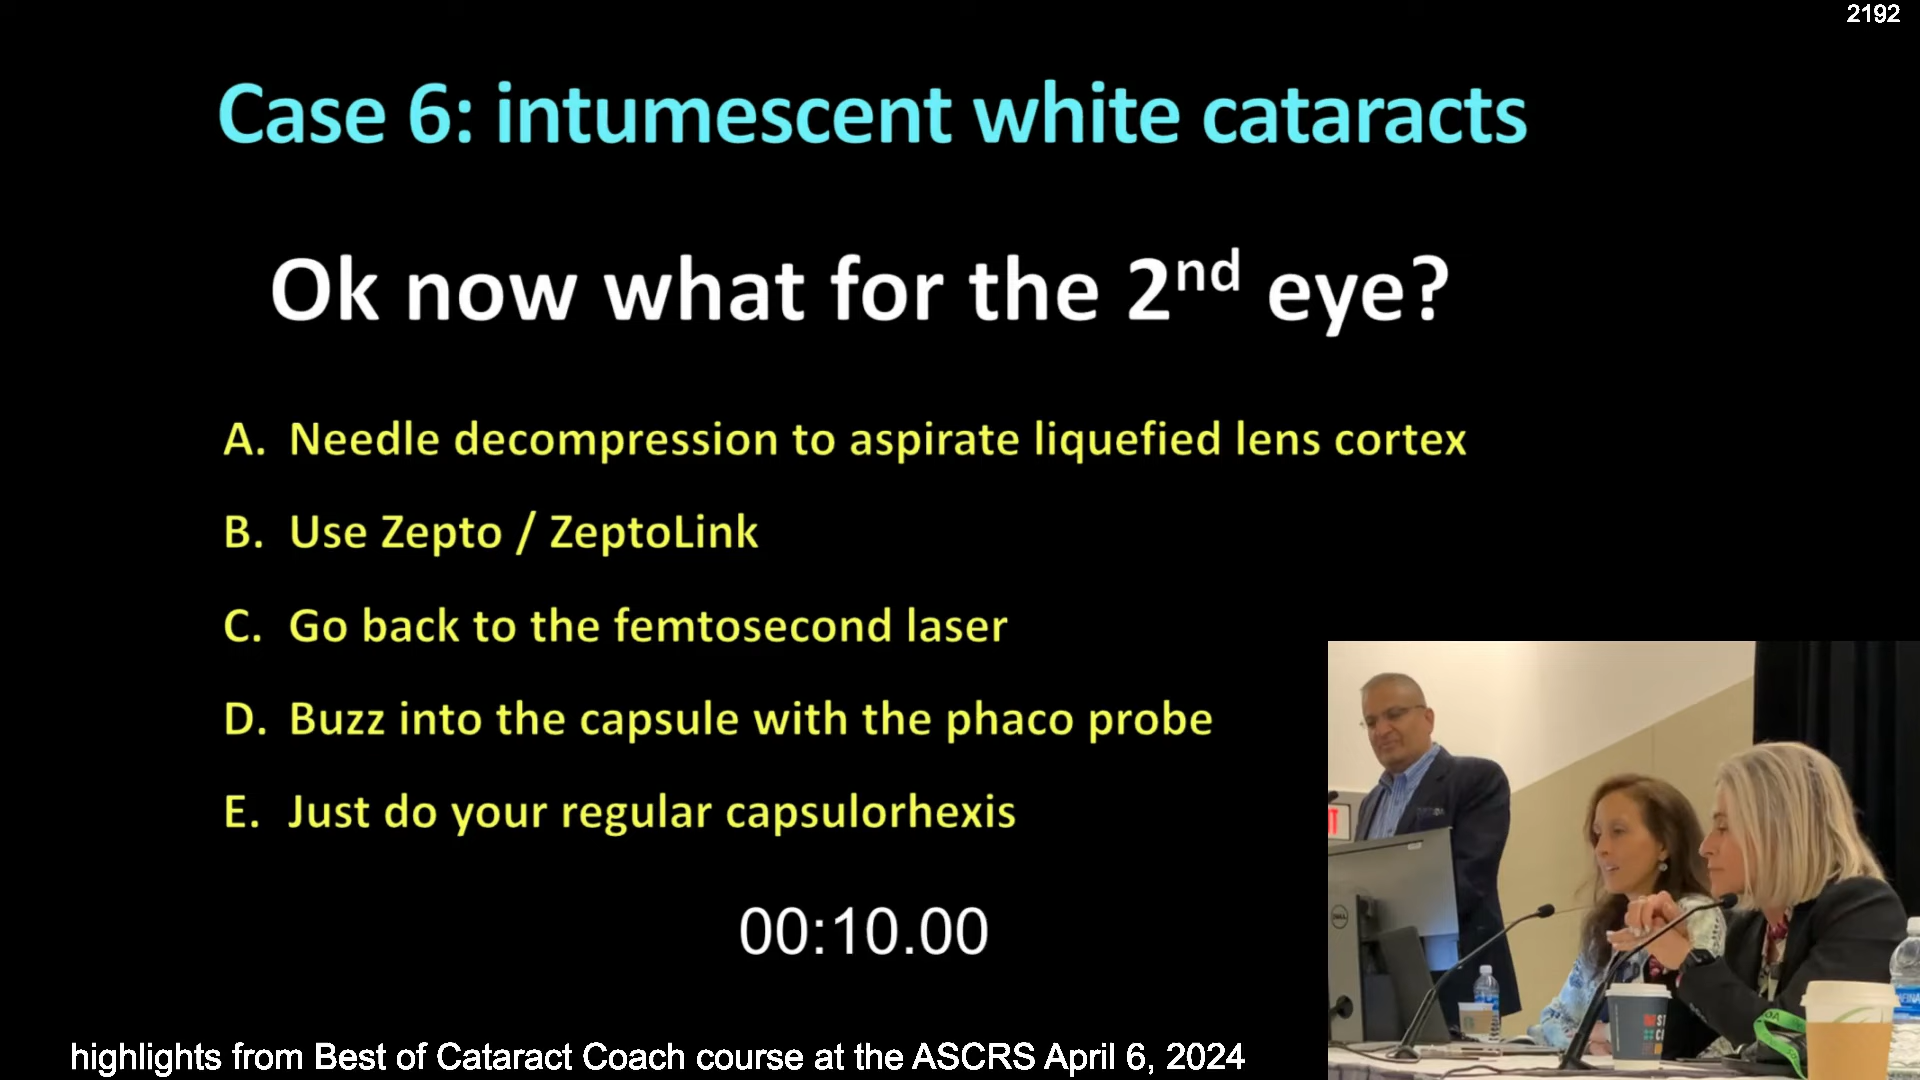 2192
Case 6: intumescent white cataracts
Ok now what for the 2nd eye?
A. Needle decompression to aspirate liquefied lens cortex
B. Use Zepto / ZeptoLink
C. Go back to the femtosecond laser
D. Buzz into the capsule with the phaco probe
E. Just do your regular capsulorhexis
00:10.00
DELL
highlights from Best of Cataract Coach course at the ASCRS April 6, 2024